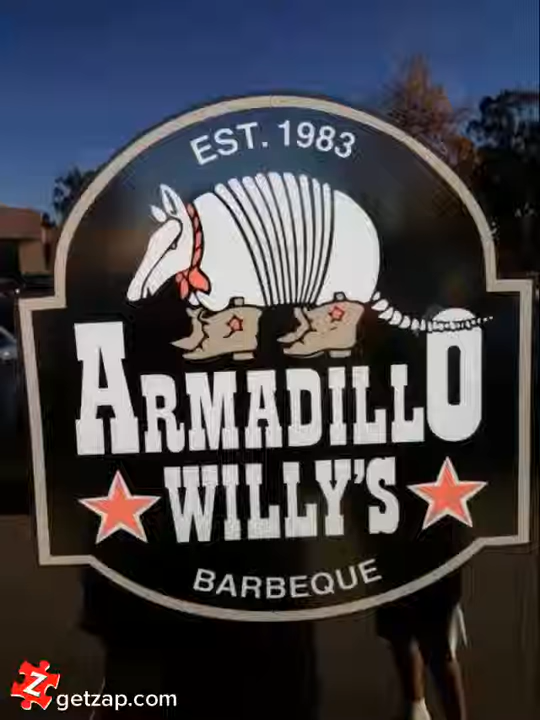 EST. 1983
ARMADILLO
WILLY'S
BARBEQUE
Z getzap.com